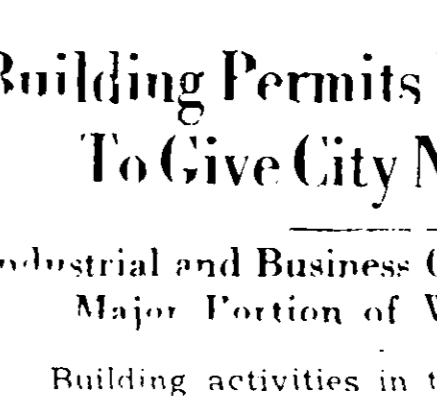 Building Permits
To Give City
Industrial and Business
Major Portion of
Building activities in